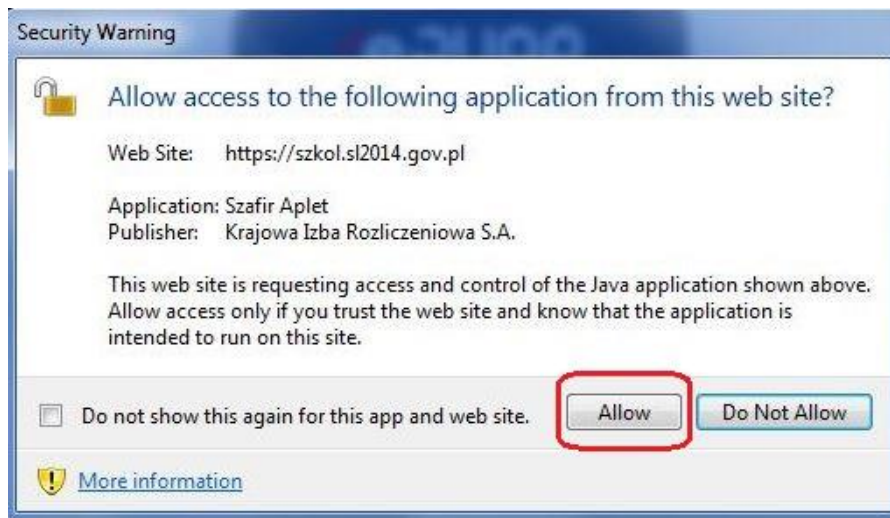 Security Warning
Allow access to the following application from this web site?
Web Site: https://szkol.sl2014.gov.pl
Application: Szafir Aplet
Publisher: Krajowa Izba Rozliczeniowa S.A.
This web site is requesting access and control of the Java application shown above.
Allow access only if you trust the web site and know that the application is
intended to run on this site.
Do not show this again for this app and web site. Allow Do Not Allow
More information